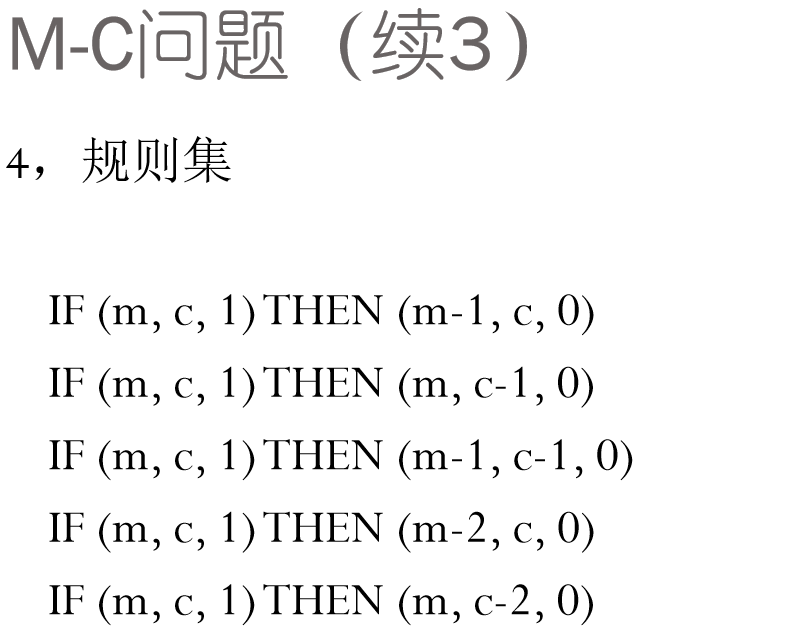 M-C问题（续3）
4，规则集
IF (m, c, 1) THEN (m-1, c, 0)
IF (m, c, 1) THEN (m, c-1, 0)
IF (m, c, 1) THEN (m-1, c-1, 0)
IF (m, c, 1) THEN (m-2, c, 0)
IF (m, c, 1) THEN (m, c-2, 0)